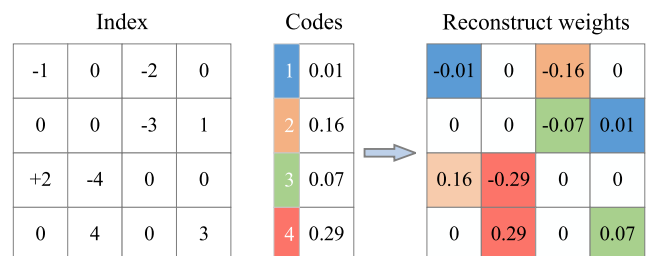 Index Codes Reconstruct weights
-1 0 -2 0 1 0.01 -0.01 0 -0.16 0
0 0 -3 1 2 0.16 0 0 -0.07 0.01
+2 -4 0 0 3 0.07 0.16 -0.29 0 0
0 4 0 3 4 0.29 0 0.29 0 0.07